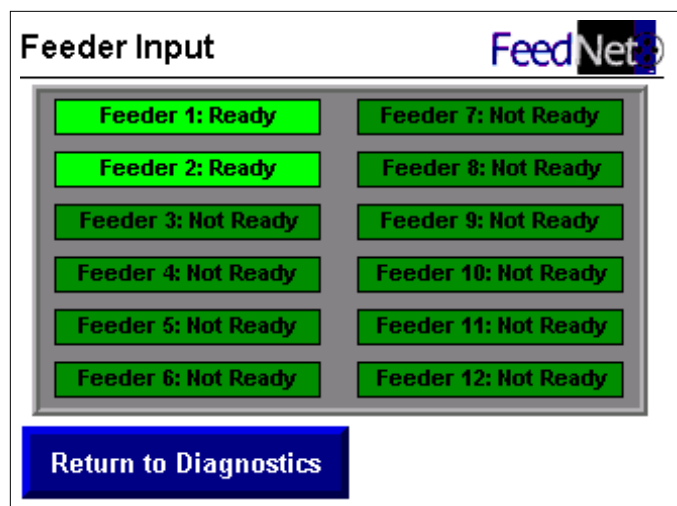 Feeder Input
FeedNet
Feeder 1: Ready
Feeder 2: Ready
Feeder 3: Not Ready
Feeder 4: Not Ready
Feeder 5: Not Ready
Feeder 6: Not Ready
Feeder 7: Not Ready
Feeder 8: Not Ready
Feeder 9: Not Ready
Feeder 10: Not Ready
Feeder 11: Not Ready
Feeder 12: Not Ready
Return to Diagnostics